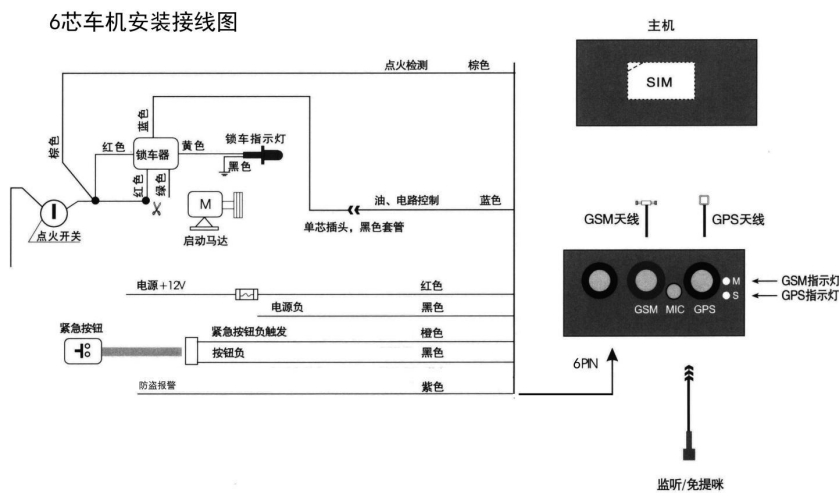 6芯车机安装接线图
主机
SIM
点火检测 棕色
棕色
蓝色
红色
锁车器
黄色
锁车指示灯
黑色
红色
绿色
M
启动马达
点火开关
油、电路控制 蓝色
单芯插头，黑色套管
GSM天线
GPS天线
M
S
GSM指示灯
GPS指示灯
GSM MIC GPS
电源+12V 红色
电源负 黑色
紧急按钮
紧急按钮负触发 橙色
按钮负 黑色
防盗报警 紫色
6PIN
监听/免提咪